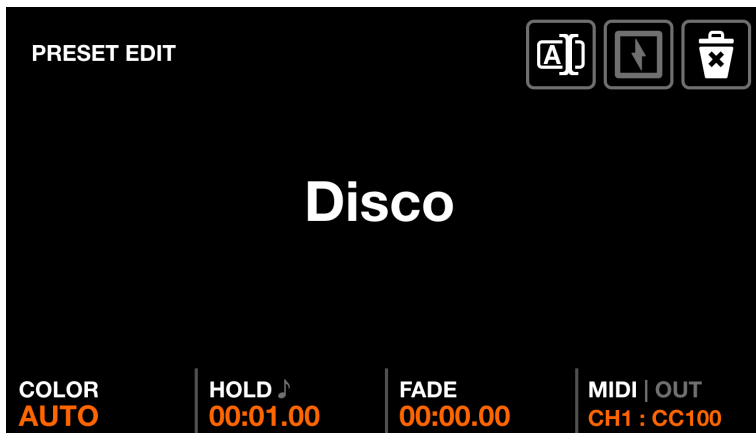 PRESET EDIT
A
Disco
COLOR
AUTO
HOLD ♪
00:01.00
FADE
00:00.00
MIDI | OUT
CH1 : CC100